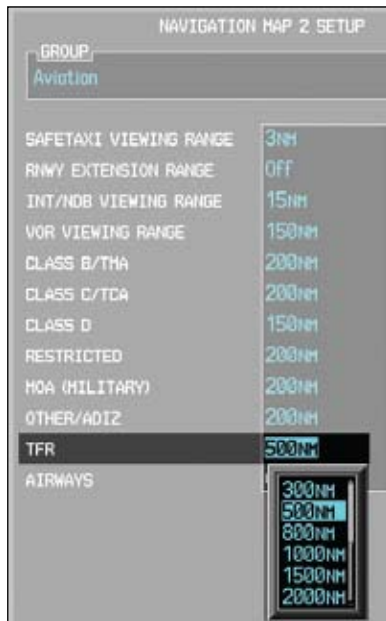 NAVIGATION MAP 2 SETUP
GROUP
Aviation
SAFETAXI VIEWING RANGE 3NM
RNWY EXTENSION RANGE Off
INT/NDB VIEWING RANGE 15NM
VOR VIEWING RANGE 150NM
CLASS B/TMA 200NM
CLASS C/TCA 200NM
CLASS D 150NM
RESTRICTED 200NM
MOA (MILITARY) 200NM
OTHER/ADIZ 200NM
TFR 500NM
AIRWAYS
300NM
500NM
800NM
1000NM
1500NM
2000NM